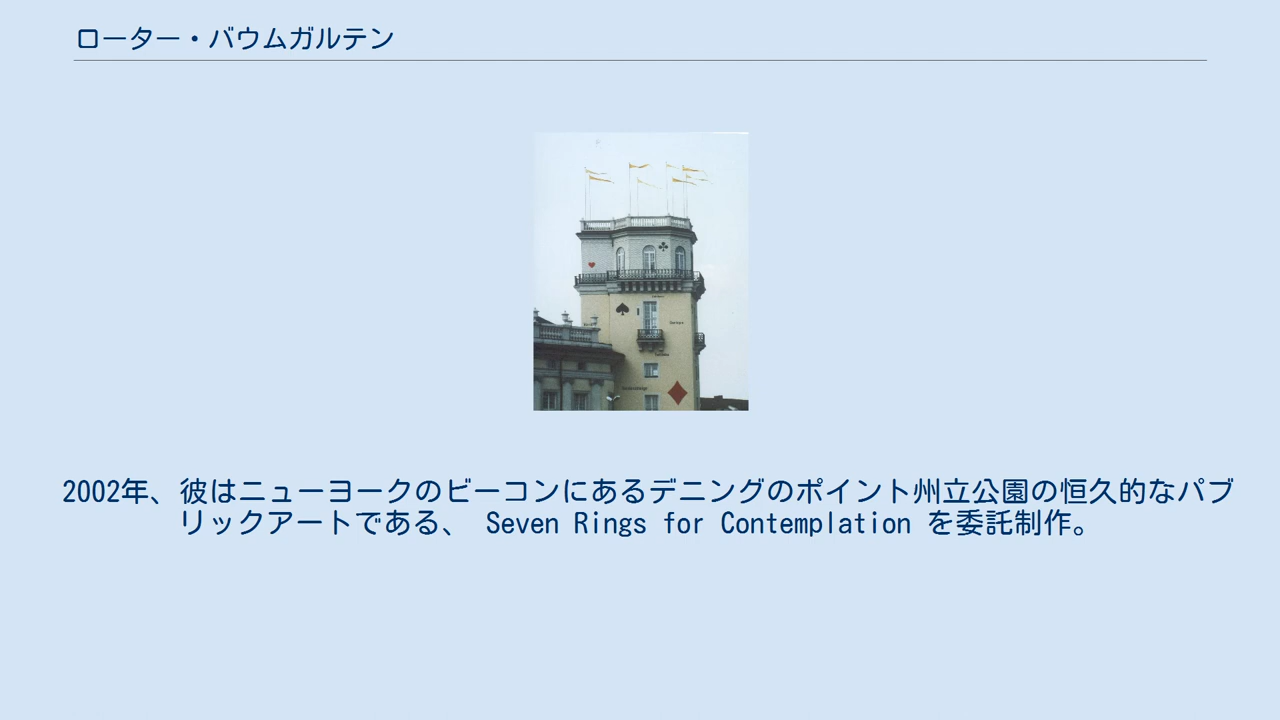 ローター・バウムガルテン
2002年、彼はニューヨークのビーコンにあるデニングのポイント州立公園の恒久的なパブ
リックアートである、 Seven Rings for Contemplation を委託制作。